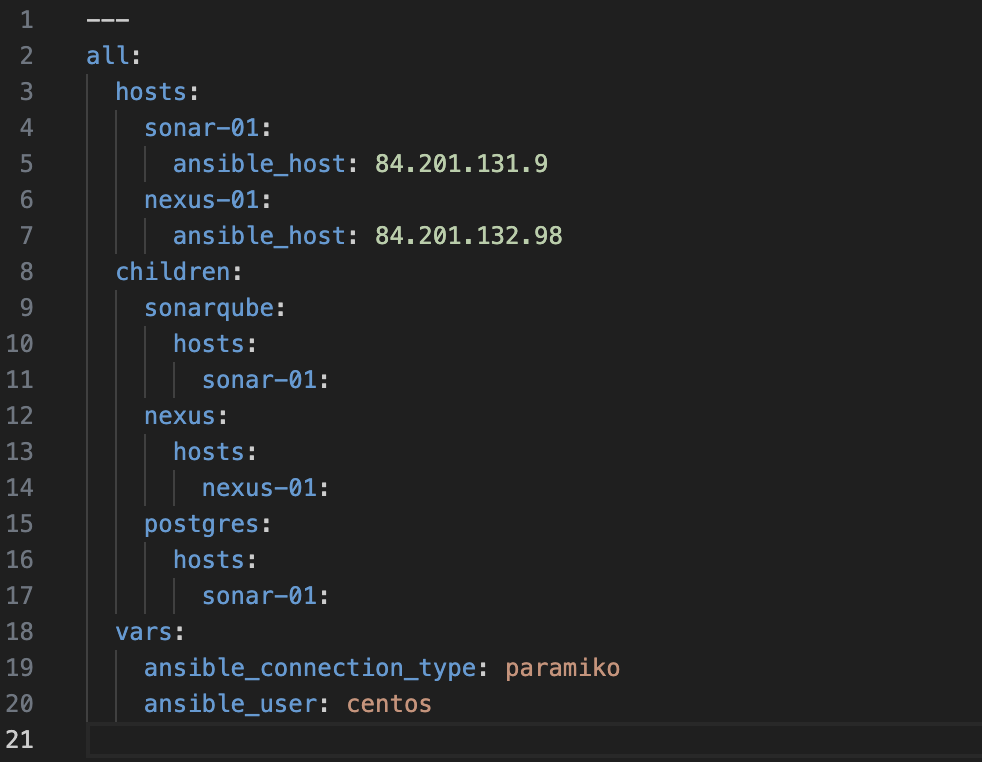 1 ---
2 all:
3   hosts:
4     sonar-01:
5       ansible_host: 84.201.131.9
6     nexus-01:
7       ansible_host: 84.201.132.98
8   children:
9     sonarqube:
10       hosts:
11         sonar-01:
12     nexus:
13       hosts:
14         nexus-01:
15     postgres:
16       hosts:
17         sonar-01:
18   vars:
19     ansible_connection_type: paramiko
20     ansible_user: centos
21